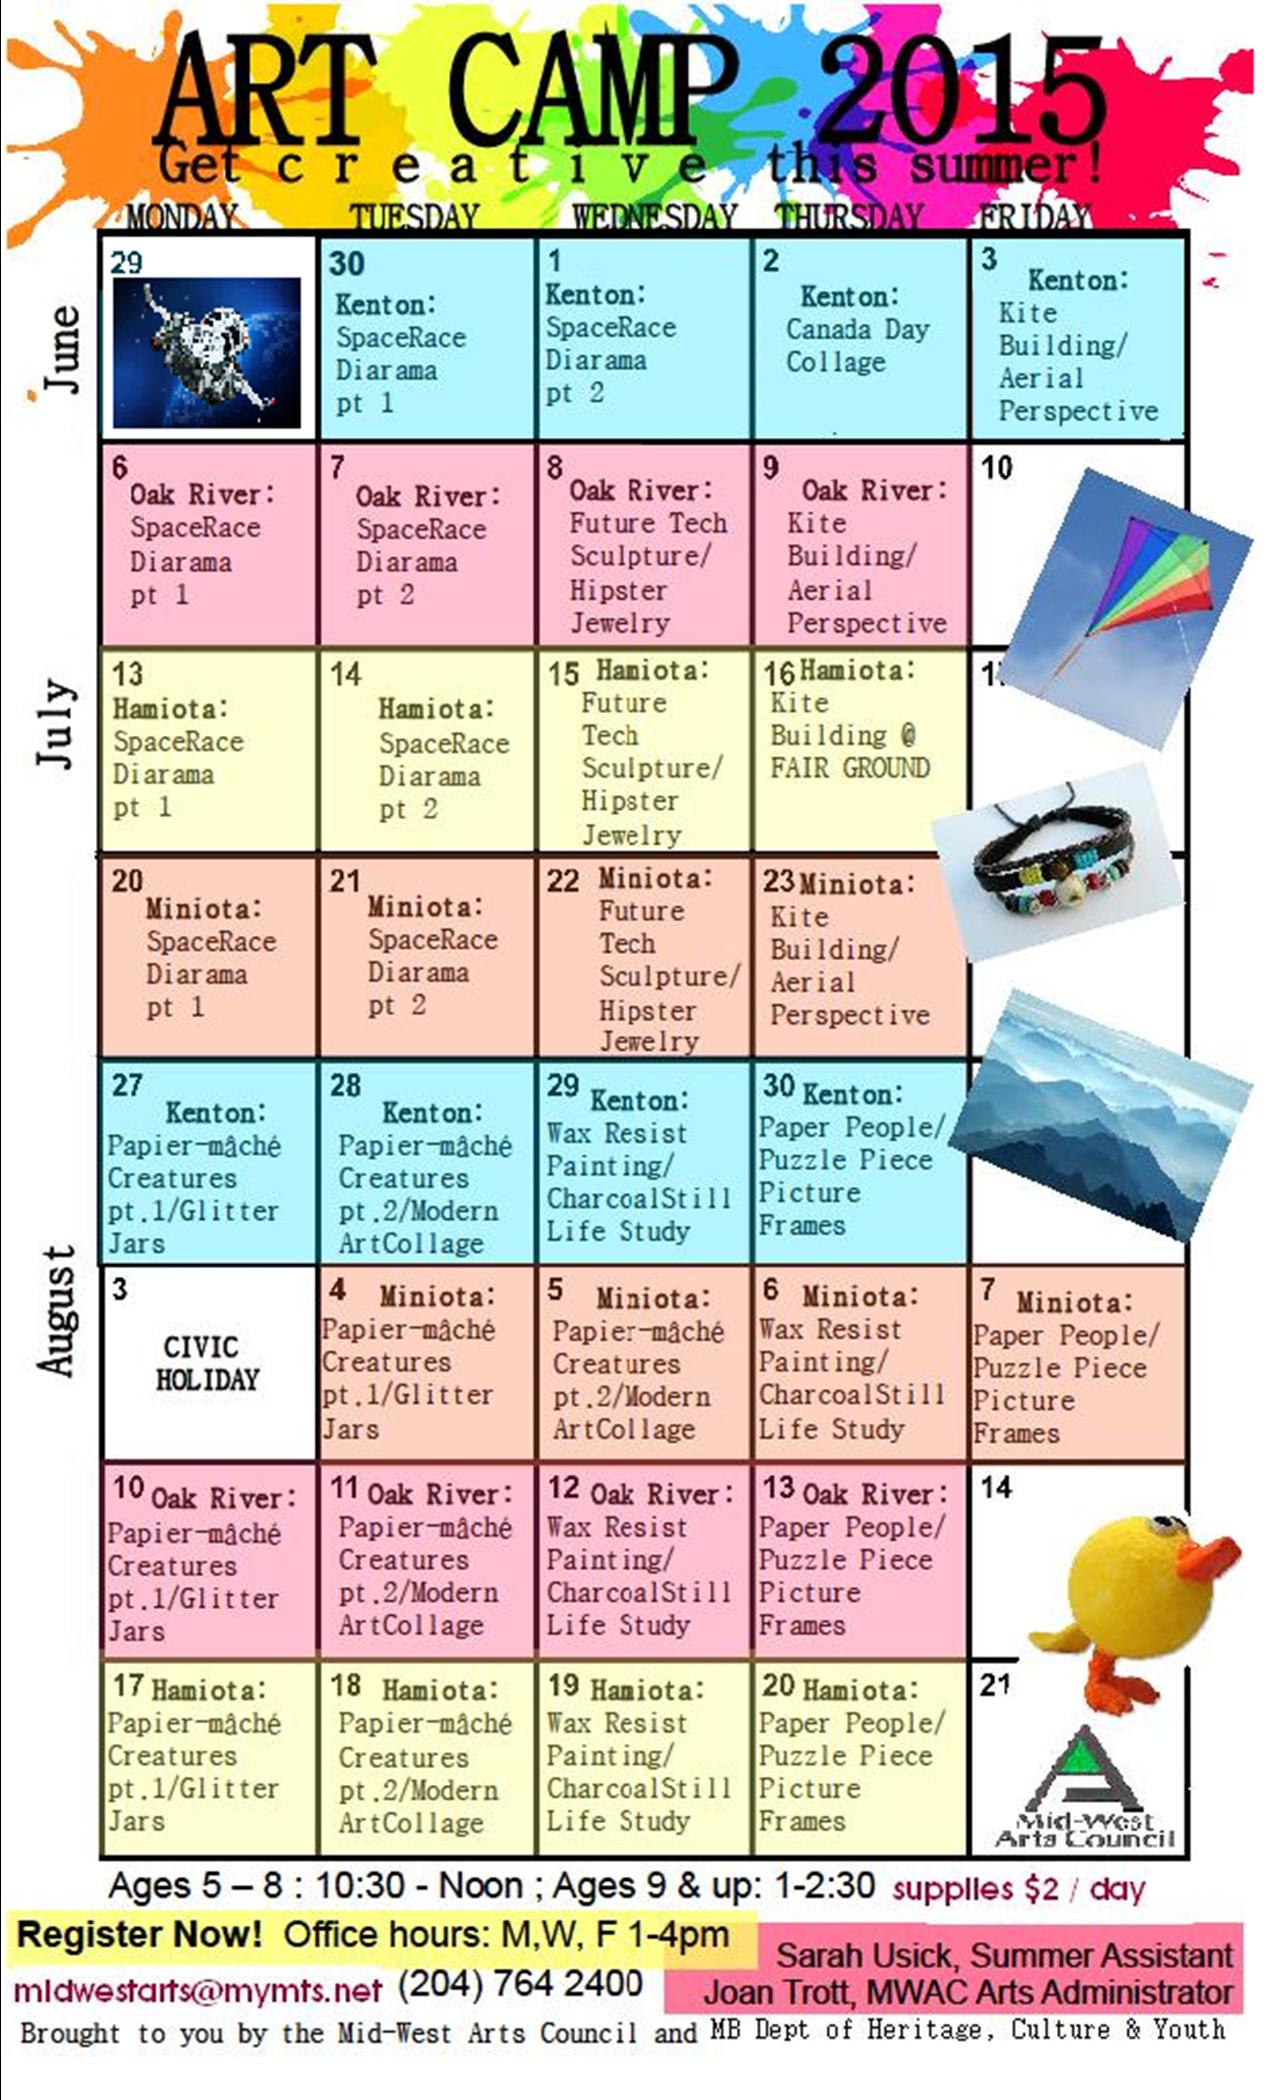 ART CAMP 2015
Get creative this summer!
MONDAY TUESDAY WEDNESDAY THURSDAY FRIDAY
June
29
30
Kenton:
SpaceRace
Diarama
pt 1
1
Kenton:
SpaceRace
Diarama
pt 2
2
Kenton:
Canada Day
Collage
3
Kenton:
Kite
Building/
Aerial
Perspective
July
6
Oak River:
SpaceRace
Diarama
pt 1
7
Oak River:
SpaceRace
Diarama
pt 2
8
Oak River:
Future Tech
Sculpture/
Hipster
Jewelry
9
Oak River:
Kite
Building/
Aerial
Perspective
10
13
Hamiota:
SpaceRace
Diarama
pt 1
14
Hamiota:
SpaceRace
Diarama
pt 2
15 Hamiota:
Future
Tech
Sculpture/
Hipster
Jewelry
16 Hamiota:
Kite
Building @
FAIR GROUND
20
Miniota:
SpaceRace
Diarama
pt 1
21
Miniota:
SpaceRace
Diarama
pt 2
22 Miniota:
Future
Tech
Sculpture/
Hipster
Jewelry
23 Miniota:
Kite
Building/
Aerial
Perspective
27
Kenton:
Papier-mâché
Creatures
pt.1/Glitter
Jars
28
Kenton:
Papier-mâché
Creatures
pt.2/Modern
ArtCollage
29 Kenton:
Wax Resist
Painting/
CharcoalStill
Life Study
30 Kenton:
Paper People/
Puzzle Piece
Picture
Frames
August
3
CIVIC
HOLIDAY
4 Miniota:
Papier-mâché
Creatures
pt.1/Glitter
Jars
5 Miniota:
Papier-mâché
Creatures
pt.2/Modern
ArtCollage
6 Miniota:
Wax Resist
Painting/
CharcoalStill
Life Study
7 Miniota:
Paper People/
Puzzle Piece
Picture
Frames
10 Oak River:
Papier-mâché
Creatures
pt.1/Glitter
Jars
11 Oak River:
Papier-mâché
Creatures
pt.2/Modern
ArtCollage
12 Oak River:
Wax Resist
Painting/
CharcoalStill
Life Study
13 Oak River:
Paper People/
Puzzle Piece
Picture
Frames
14
17 Hamiota:
Papier-mâché
Creatures
pt.1/Glitter
Jars
18 Hamiota:
Papier-mâché
Creatures
pt.2/Modern
ArtCollage
19 Hamiota:
Wax Resist
Painting/
CharcoalStill
Life Study
20 Hamiota:
Paper People/
Puzzle Piece
Picture
Frames
21
Mid-West
Arts Council
Ages 5 – 8 : 10:30 - Noon ; Ages 9 & up: 1-2:30 supplies $2 / day
Register Now! Office hours: M,W, F 1-4pm
Sarah Usick, Summer Assistant
midwestarts@mymts.net (204) 764 2400
Joan Trott, MWAC Arts Administrator
Brought to you by the Mid-West Arts Council and MB Dept of Heritage, Culture & Youth